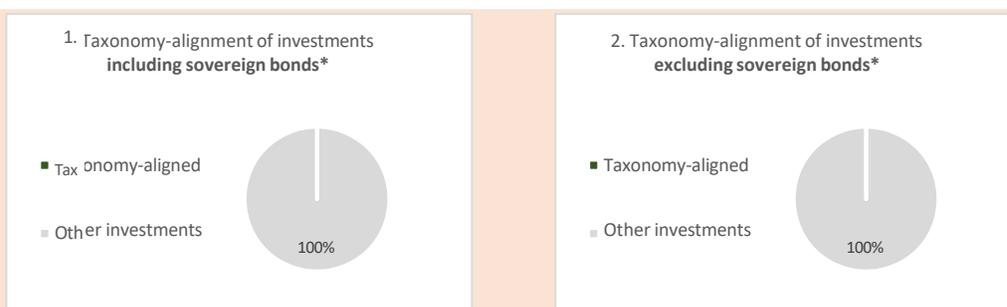 1. Taxonomy-alignment of investments
including sovereign bonds*
Taxonomy-aligned
Other investments
100%
2. Taxonomy-alignment of investments
excluding sovereign bonds*
Taxonomy-aligned
Other investments
100%